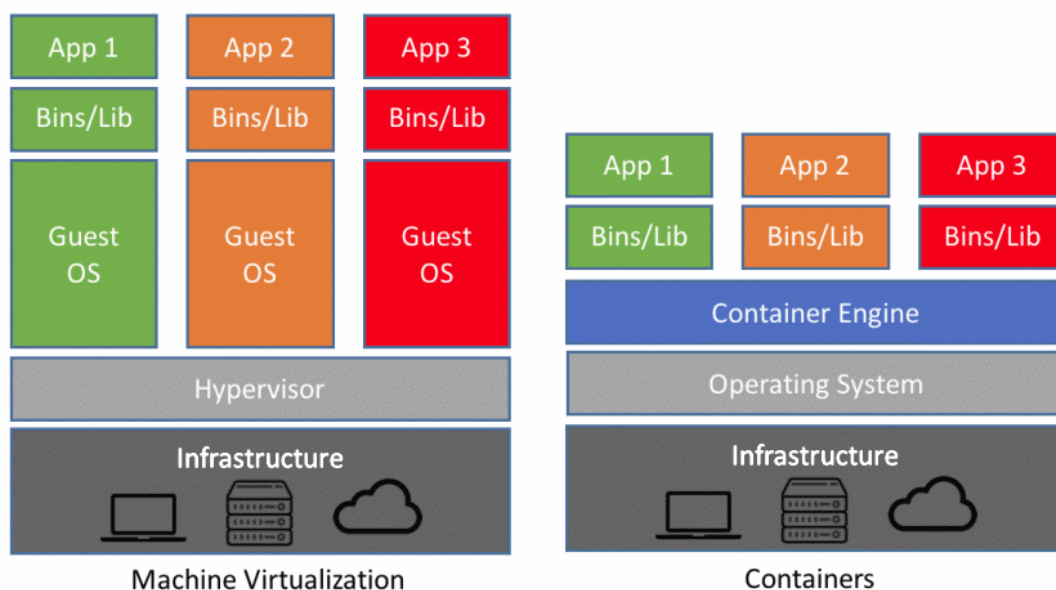 App 1
App 2
App 3
Bins/Lib
Bins/Lib
Bins/Lib
Guest
OS
Guest
OS
Guest
OS
Hypervisor
Infrastructure
Machine Virtualization
App 1
App 2
App 3
Bins/Lib
Bins/Lib
Bins/Lib
Container Engine
Operating System
Infrastructure
Containers